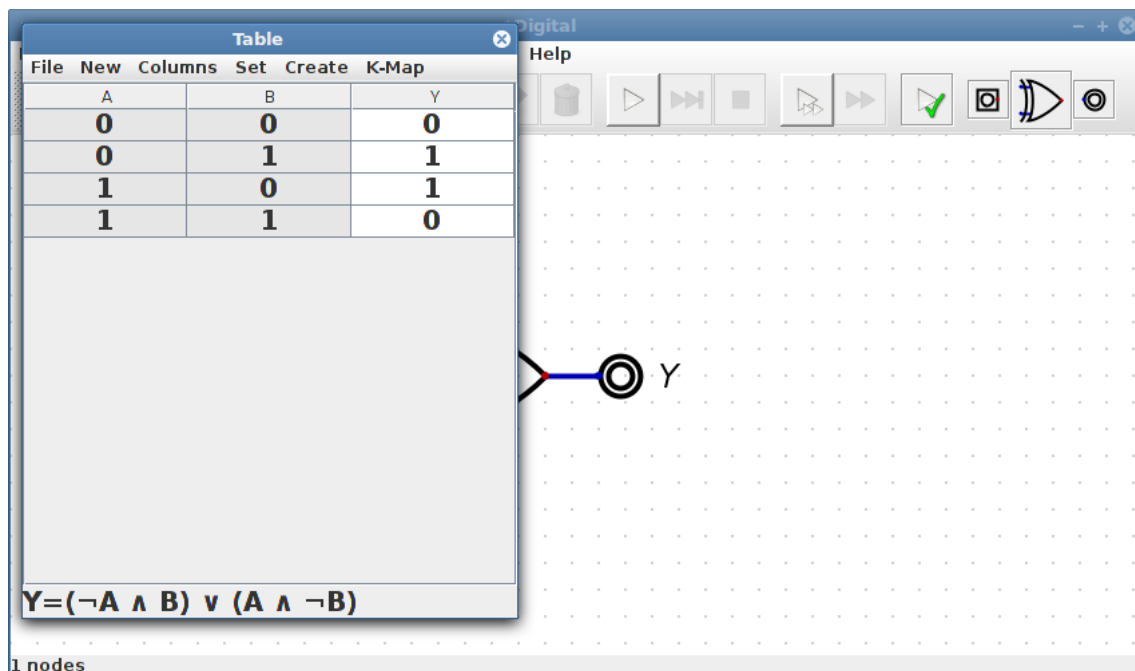 Digital
Table
Help
File New Columns Set Create K-Map
A B Y
0 0 0
0 1 1
1 0 1
1 1 0
Y
Y=(¬A ∧ B) ∨ (A ∧ ¬B)
1 nodes